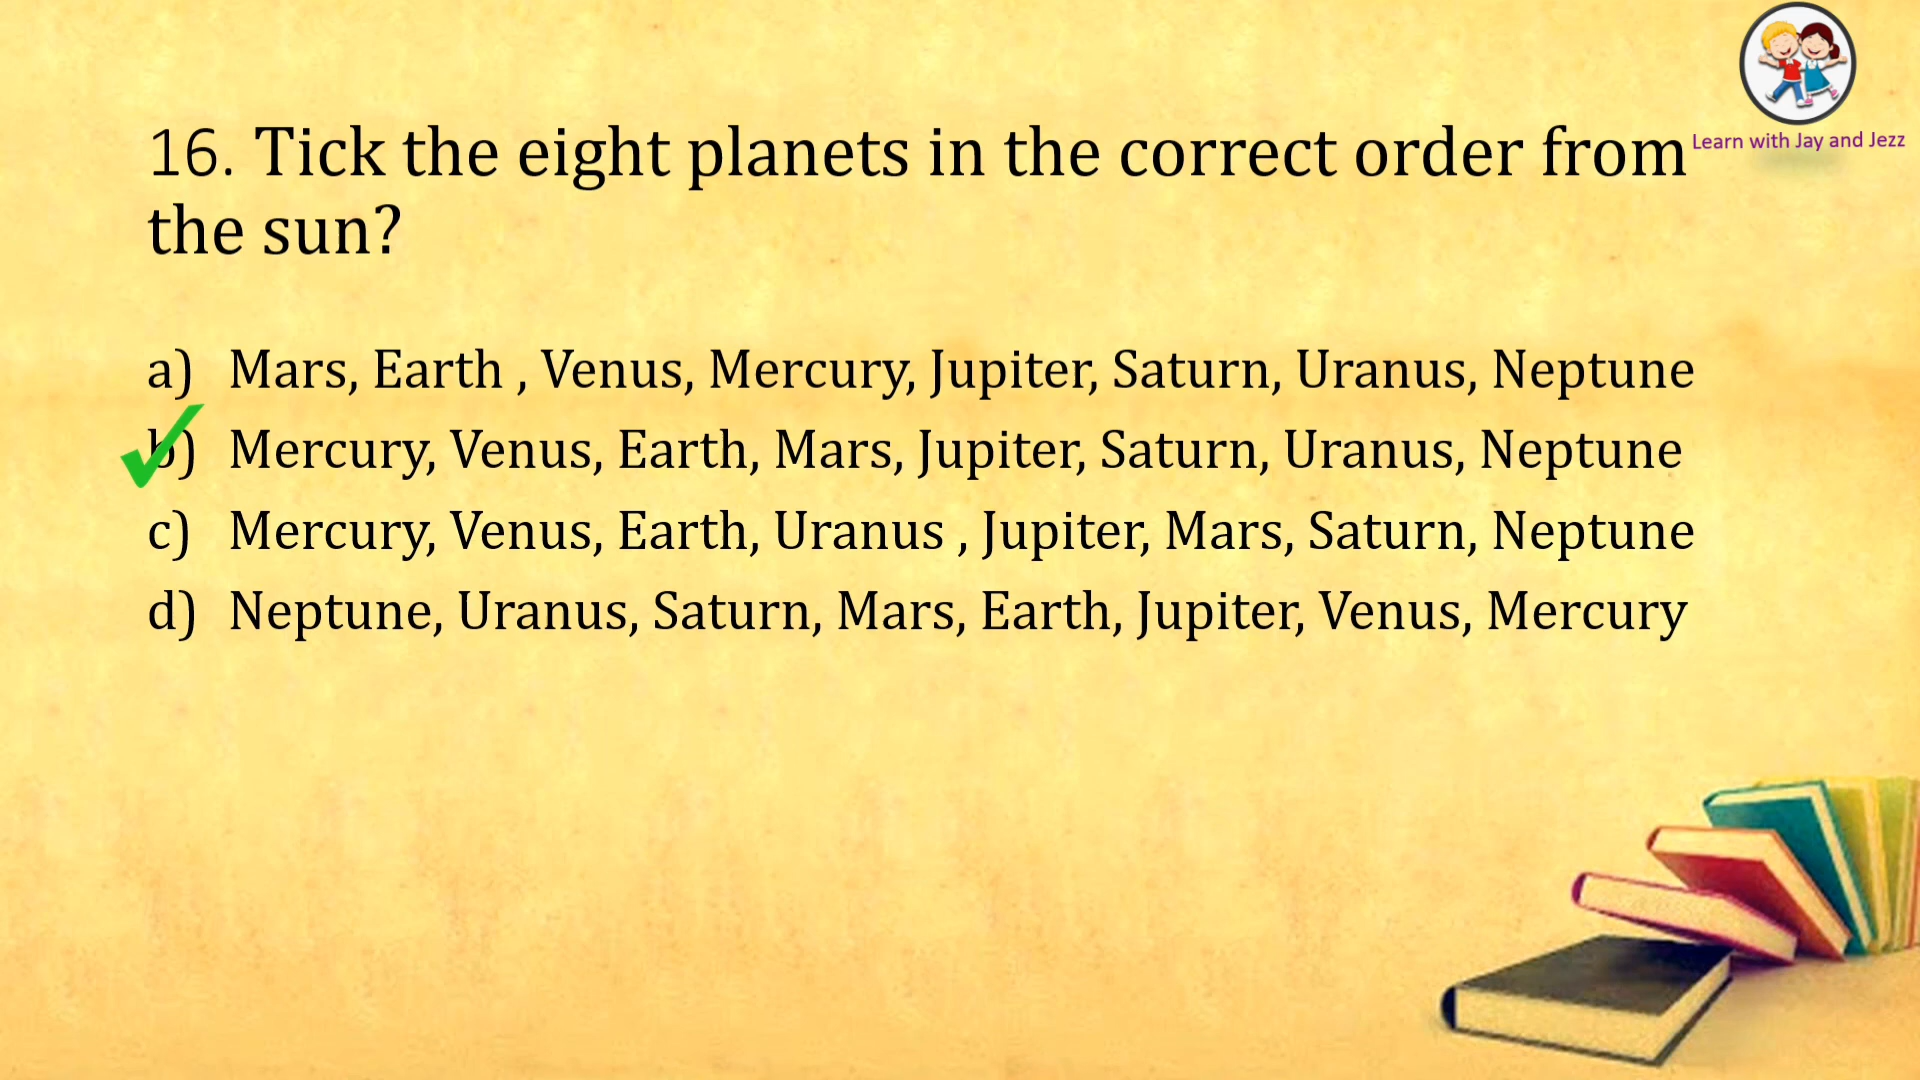 16. Tick the eight planets in the correct order from
the sun?
Learn with Jay and Jezz
a) Mars, Earth , Venus, Mercury, Jupiter, Saturn, Uranus, Neptune
b) Mercury, Venus, Earth, Mars, Jupiter, Saturn, Uranus, Neptune
c) Mercury, Venus, Earth, Uranus , Jupiter, Mars, Saturn, Neptune
d) Neptune, Uranus, Saturn, Mars, Earth, Jupiter, Venus, Mercury